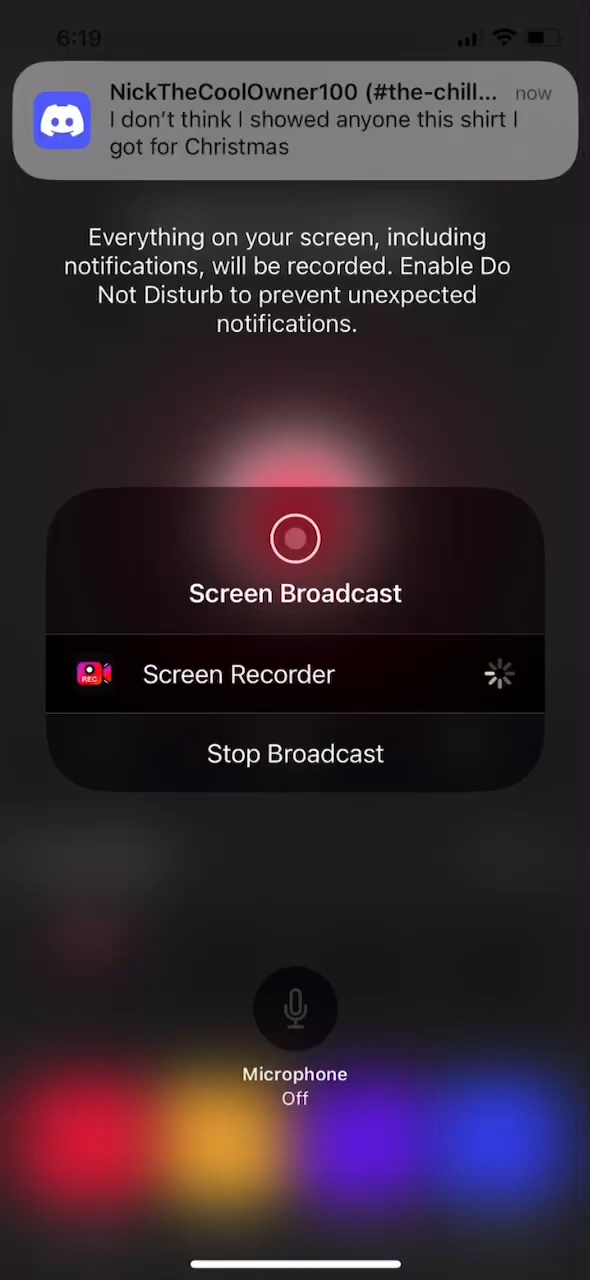 6:19
NickTheCoolOwner100 (#the-chill... now
I don't think I showed anyone this shirt I
got for Christmas
Everything on your screen, including
notifications, will be recorded. Enable Do
Not Disturb to prevent unexpected
notifications.
Screen Broadcast
REC
Screen Recorder
Stop Broadcast
Microphone
Off